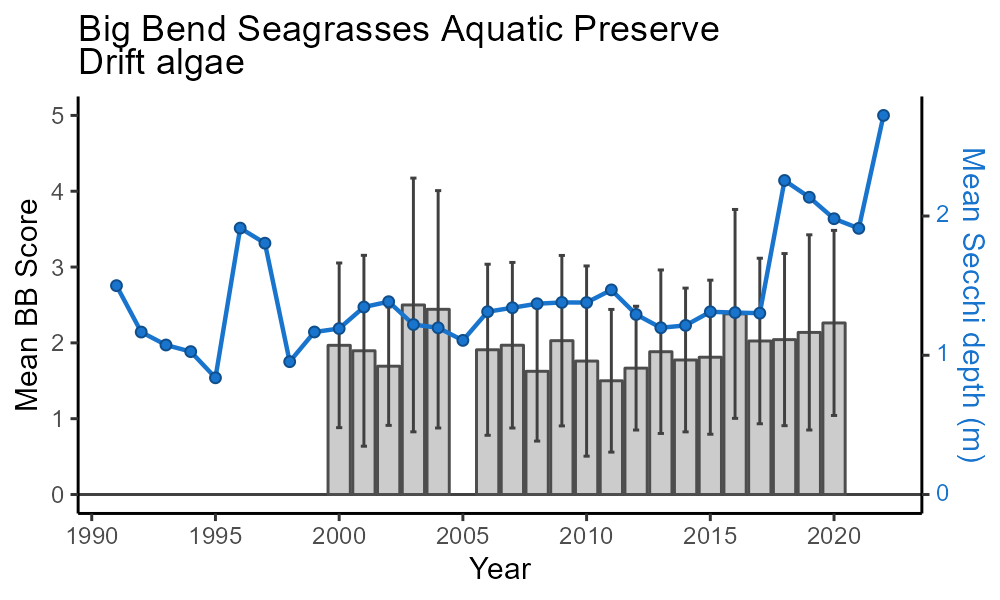 Big Bend Seagrasses Aquatic Preserve
Drift algae
Mean BB Score
5
4
3
2
1
0
2
1
0
Mean Secchi depth (m)
1990 1995 2000 2005 2010 2015 2020
Year